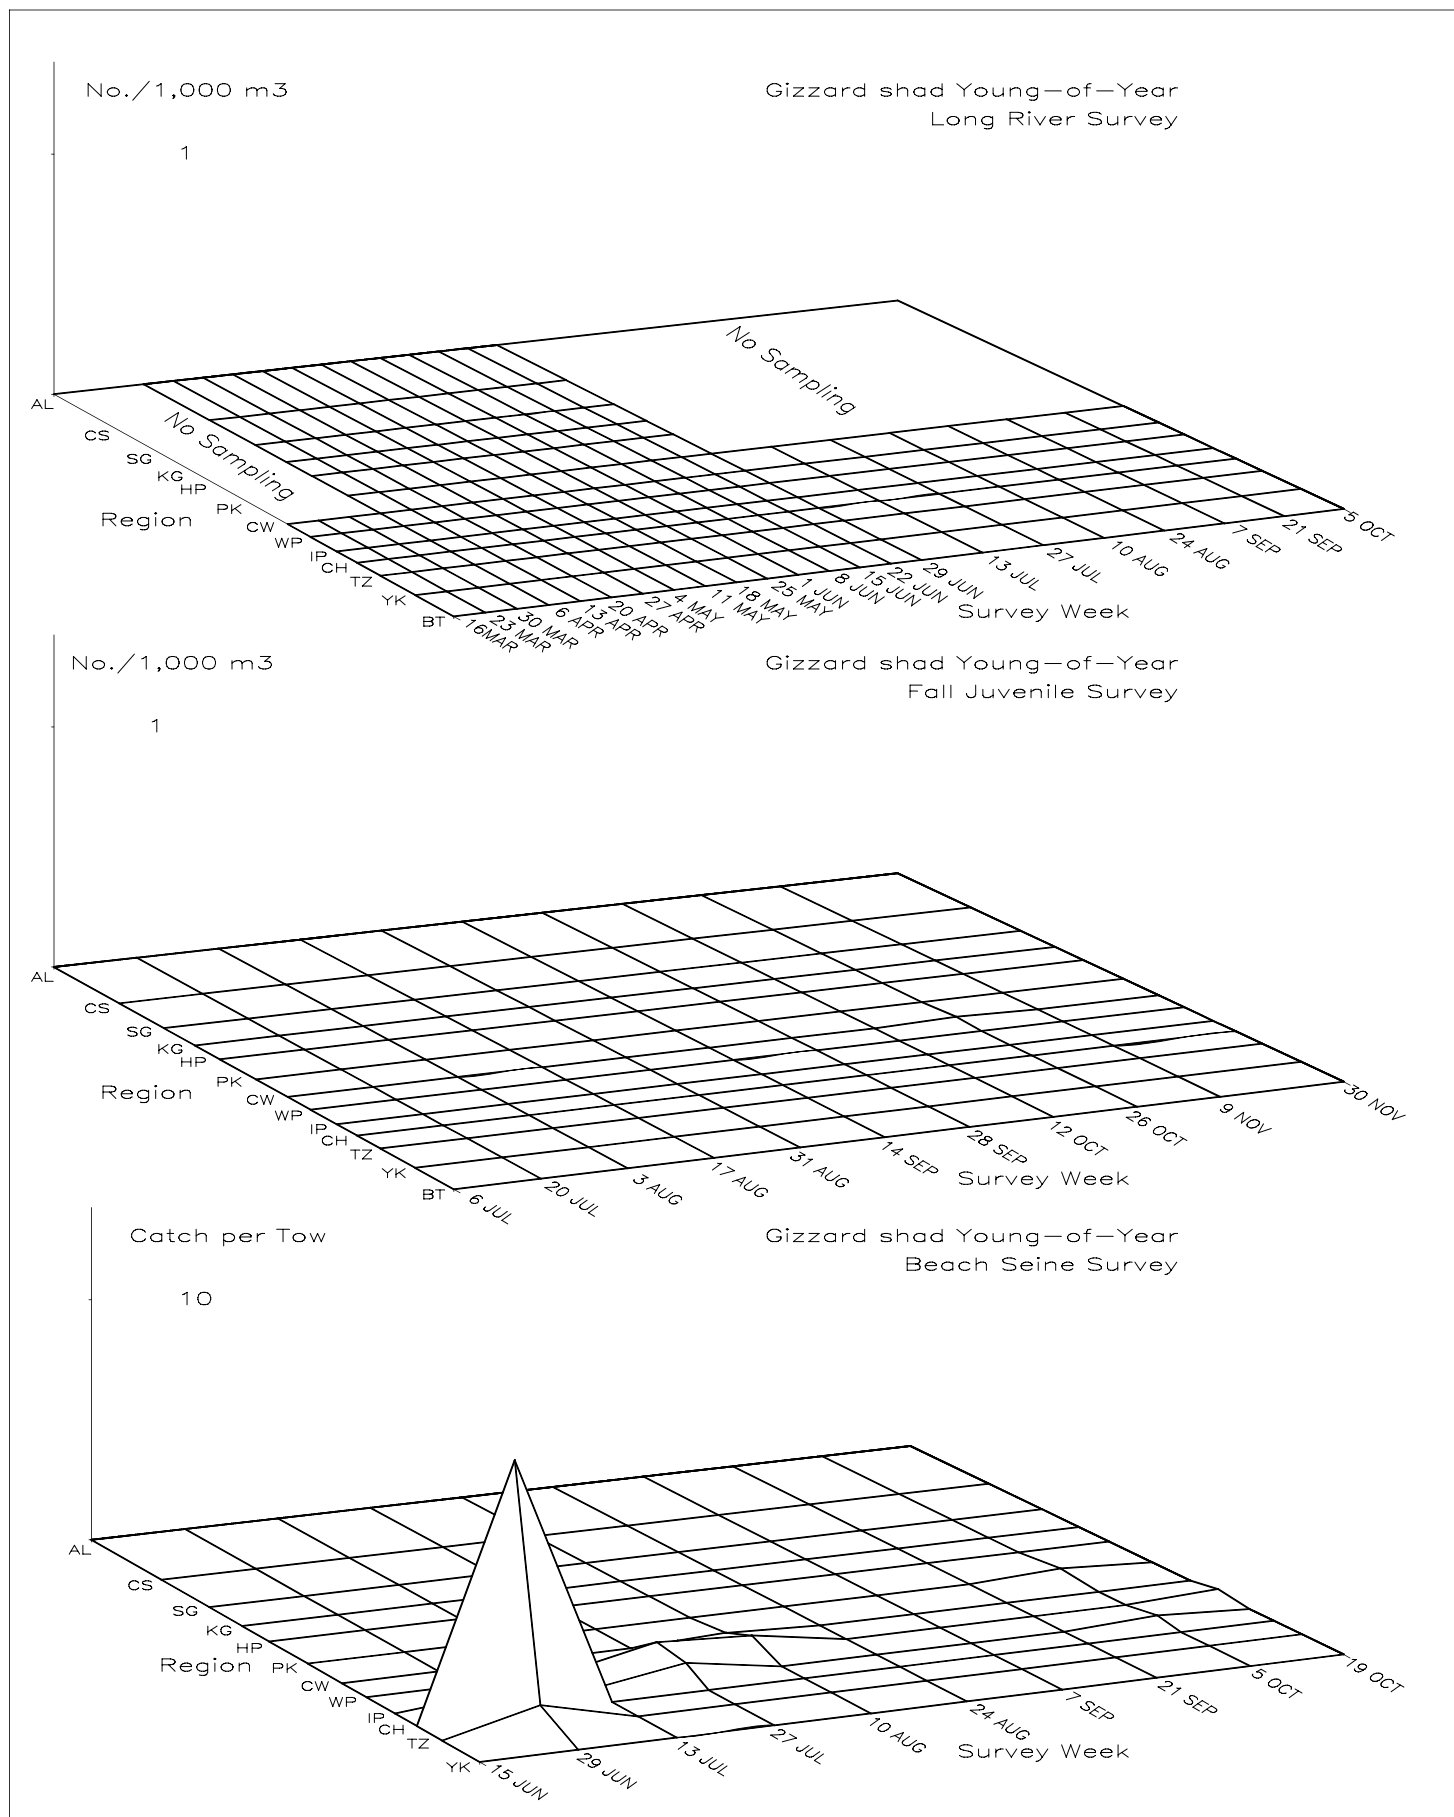 No./1,000 m3
Gizzard shad Young-of-Year
Long River Survey
1
No Sampling
No Sampling
AL
CS
SG
KG
HP
PK
CW
WP
IP
CH
TZ
YK
BT
Region
16MAR
23 MAR
30 MAR
6 APR
13 APR
20 APR
27 APR
4 MAY
11 MAY
18 MAY
25 MAY
1 JUN
8 JUN
15 JUN
22 JUN
29 JUN
13 JUL
27 JUL
10 AUG
24 AUG
7 SEP
21 SEP
5 OCT
Survey Week
No./1,000 m3
Gizzard shad Young-of-Year
Fall Juvenile Survey
1
AL
CS
SG
KG
HP
PK
CW
WP
IP
CH
TZ
YK
BT
Region
6 JUL
20 JUL
3 AUG
17 AUG
31 AUG
14 SEP
28 SEP
12 OCT
26 OCT
9 NOV
30 NOV
Survey Week
Catch per Tow
Gizzard shad Young-of-Year
Beach Seine Survey
10
AL
CS
SG
KG
HP
PK
CW
WP
IP
CH
TZ
YK
Region
15 JUN
29 JUN
13 JUL
27 JUL
10 AUG
24 AUG
7 SEP
21 SEP
5 OCT
19 OCT
Survey Week